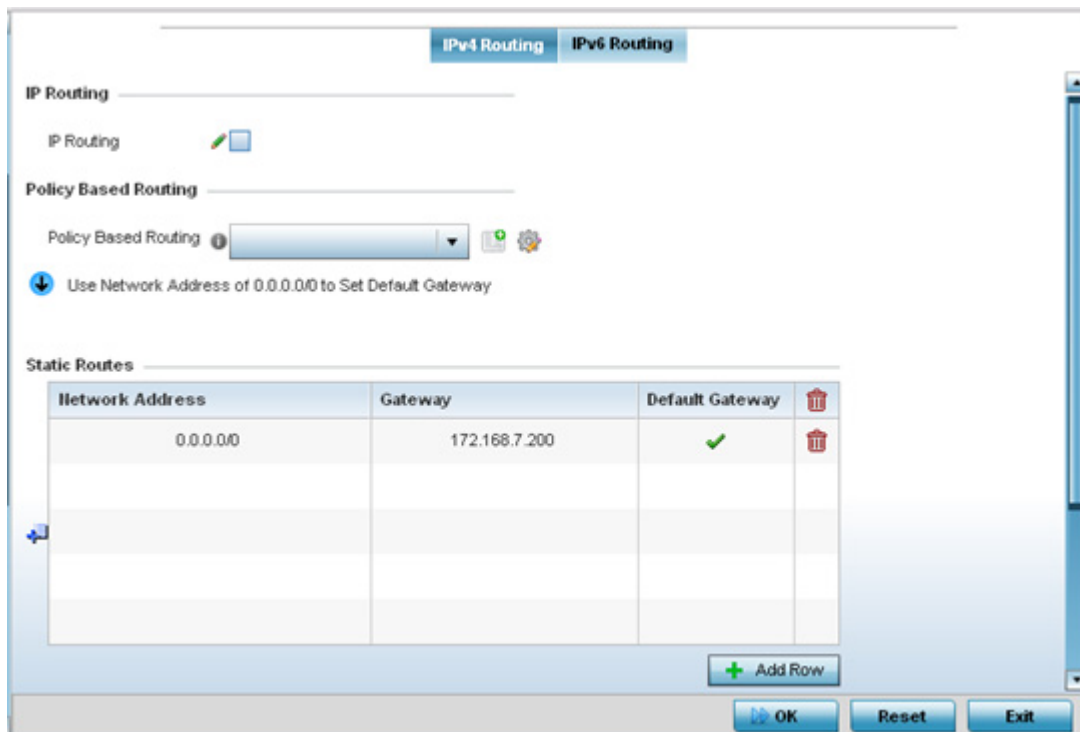 IPv4 Routing IPv6 Routing
IP Routing
IP Routing
Policy Based Routing
Policy Based Routing
Use Network Address of 0.0.0.0/0 to Set Default Gateway
Static Routes
Network Address Gateway Default Gateway
0.0.0.0/0 172.168.7.200
Add Row
OK Reset Exit